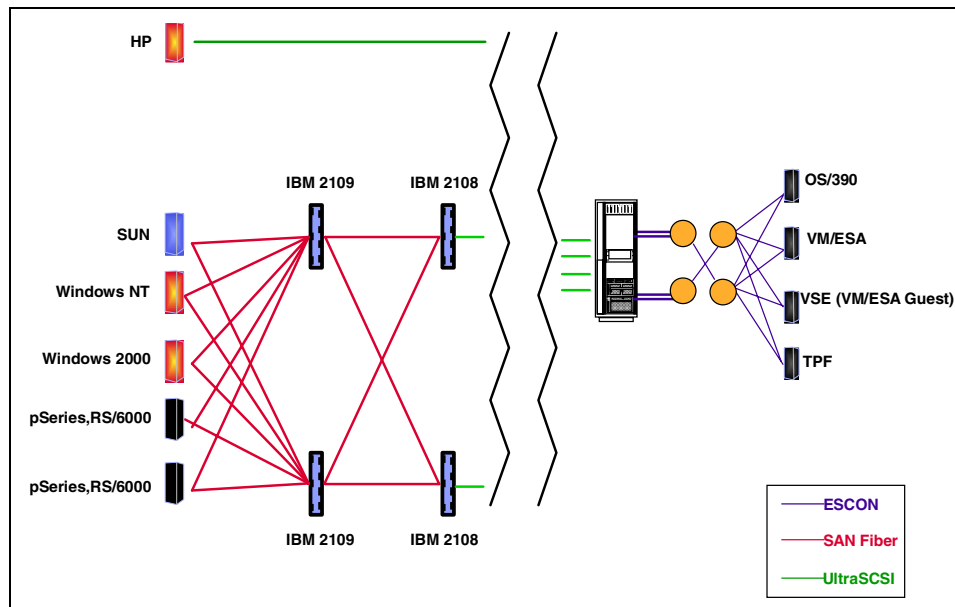 HP
IBM 2109
IBM 2108
OS/390
SUN
VM/ESA
Windows NT
VSE (VM/ESA Guest)
Windows 2000
TPF
pSeries,RS/6000
pSeries,RS/6000
IBM 2109
IBM 2108
ESCON
SAN Fiber
UltraSCSI